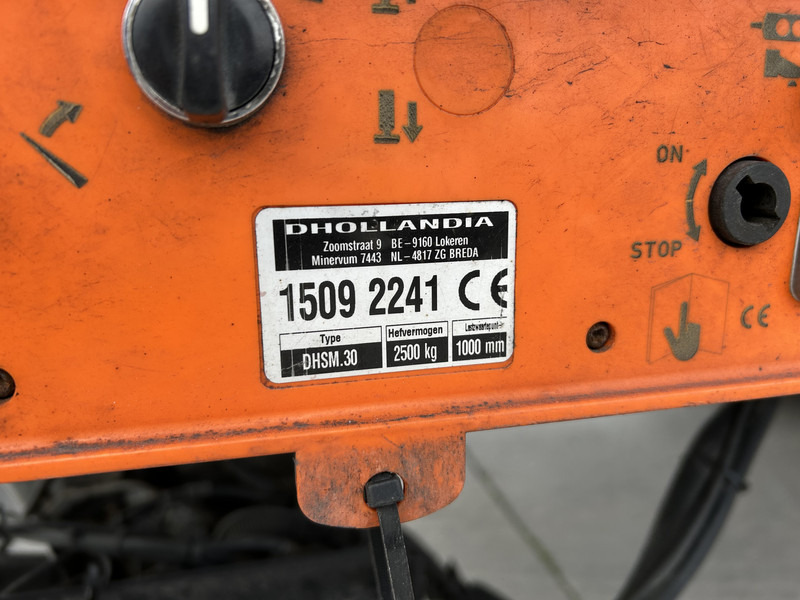 ON
STOP
DHOLLANDIA
Zoomstraat 9 BE-9160 Lokeren
Minervum 7443 NL-4817 ZG BREDA
1509 2241 CE
Type
DHSM.30
Hefvermogen
2500 kg
1000 mm
CE